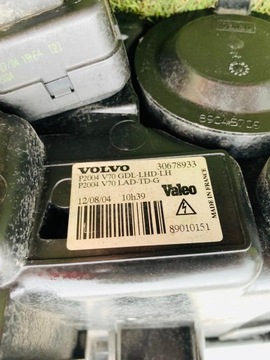 VOLVO 30678933
P2004 V70 GDL-LHD-LH
P2004 V70 LAD-TD-G
Valeo
MADE IN FRANCE
12/08/04 10h39
89010151